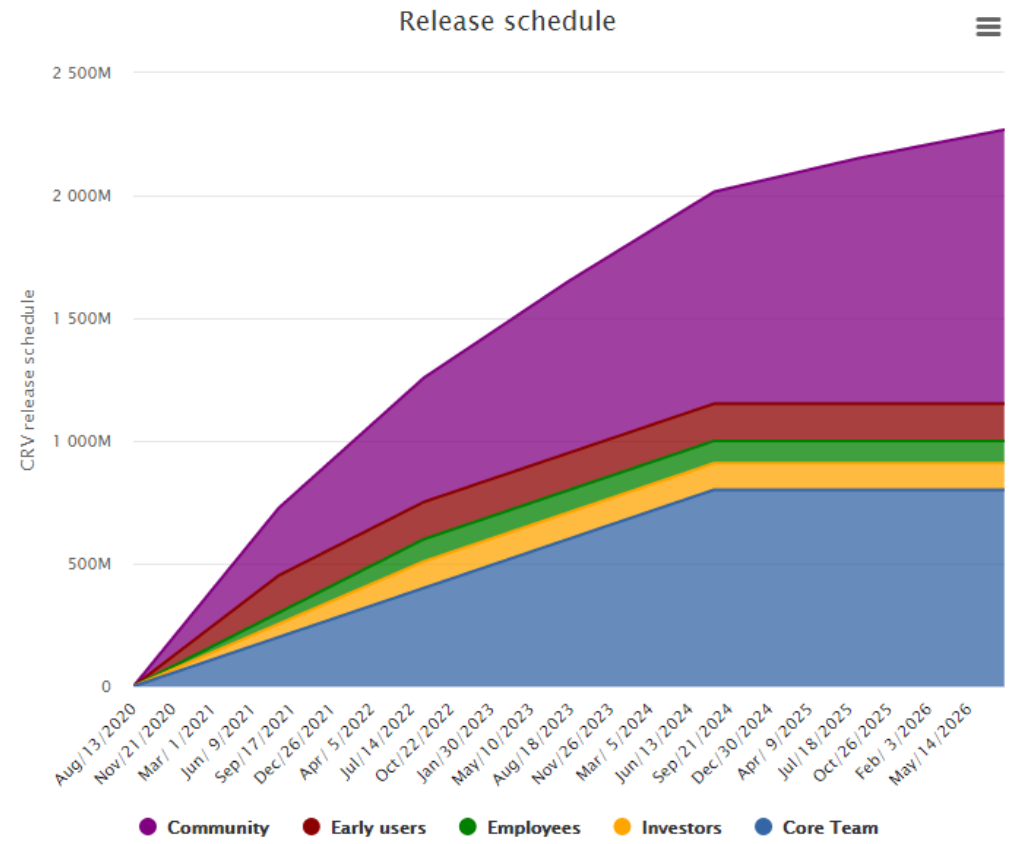 Release schedule
2 500M
2 000M
1 500M
1 000M
500M
0
CRV release schedule
Aug/13/2020
Nov/21/2020
Mar/ 1/2021
Jun/ 9/2021
Sep/17/2021
Dec/26/2021
Apr/ 5/2022
Jul/14/2022
Oct/22/2022
Jan/30/2023
May/10/2023
Aug/18/2023
Nov/26/2023
Mar/ 5/2024
Jun/13/2024
Sep/21/2024
Dec/30/2024
Apr/ 9/2025
Jul/18/2025
Oct/26/2025
Feb/ 3/2026
May/14/2026
Community Early users Employees Investors Core Team